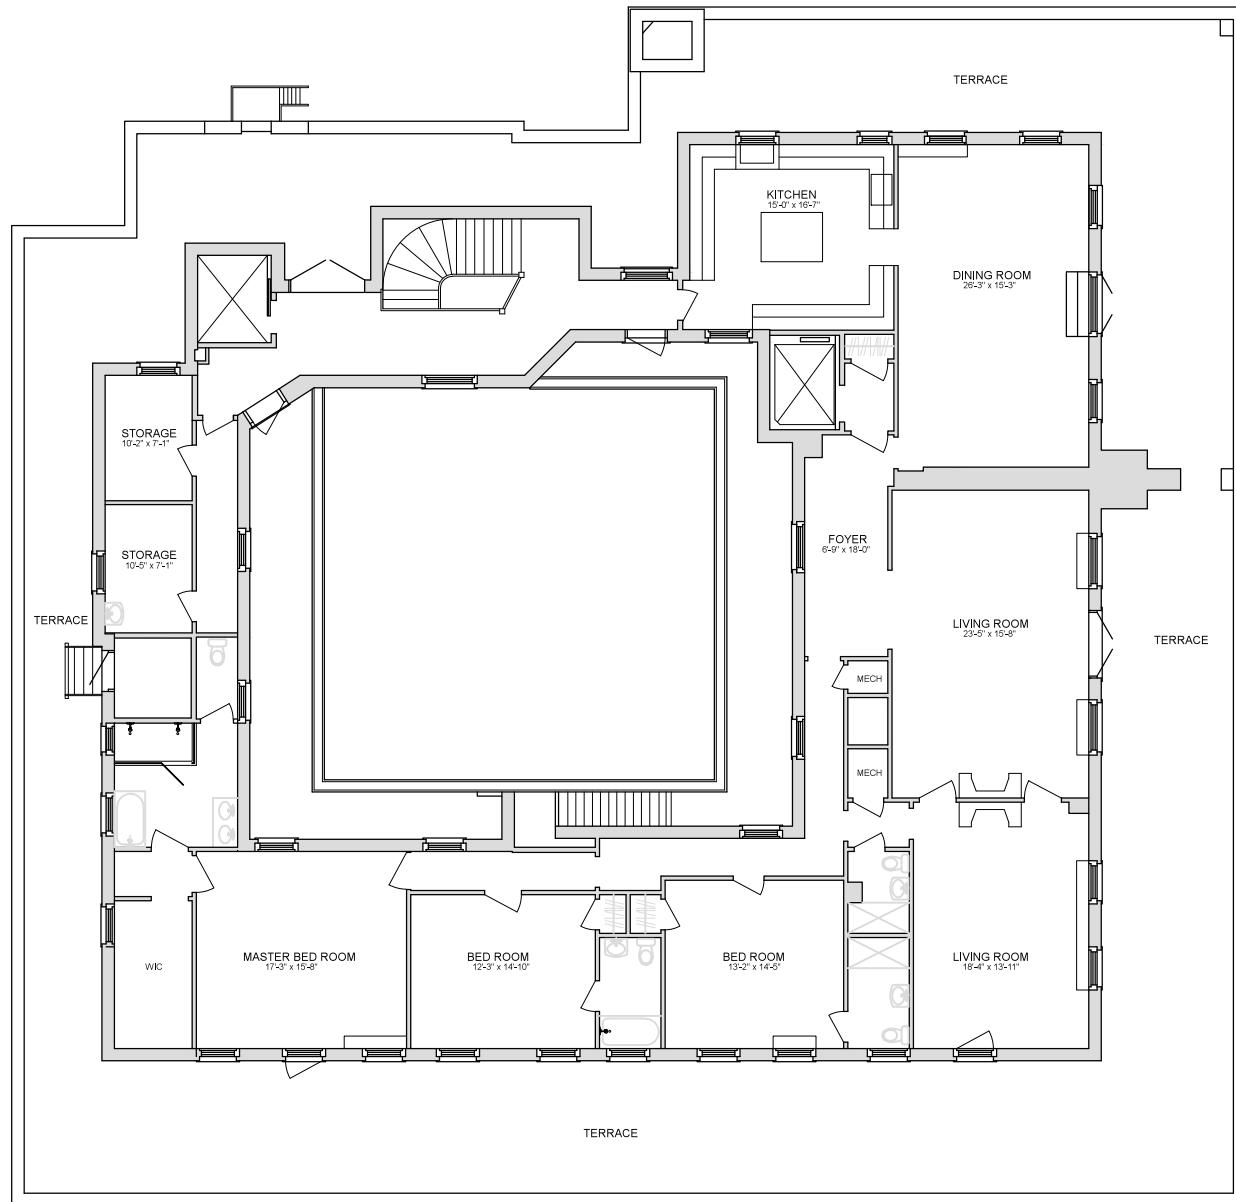 TERRACE
KITCHEN
15'-0" x 16'-7"
DINING ROOM
26'-3" x 15'-3"
STORAGE
10'-2" x 7'-1"
STORAGE
10'-5" x 7'-1"
FOYER
6'-9" x 18'-0"
TERRACE
LIVING ROOM
23'-5" x 15'-8"
TERRACE
MECH
MECH
MASTER BED ROOM
17'-3" x 15'-8"
BED ROOM
12'-3" x 14'-10"
BED ROOM
13'-2" x 14'-5"
LIVING ROOM
18'-4" x 13'-11"
WIC
TERRACE